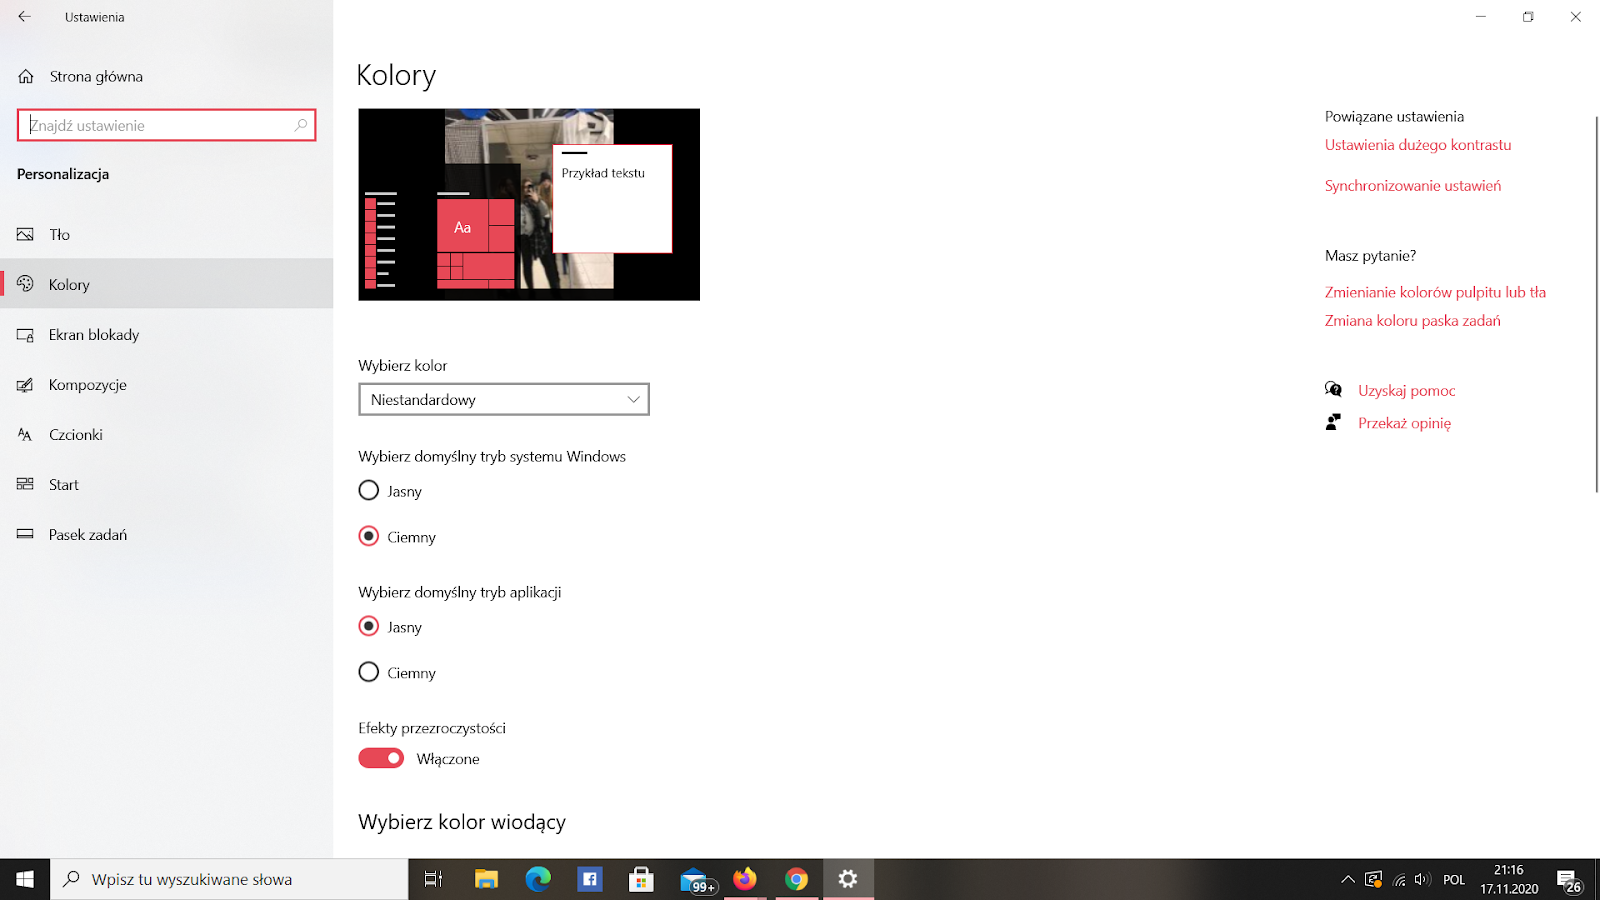 Ustawienia
Strona główna
Znajdź ustawienie
Personalizacja
Tło
Kolory
Ekran blokady
Kompozycje
Czcionki
Start
Pasek zadań
Kolory
Przykład tekstu
Aa
Wybierz kolor
Niestandardowy
Wybierz domyślny tryb systemu Windows
Jasny
Ciemny
Wybierz domyślny tryb aplikacji
Jasny
Ciemny
Efekty przezroczystości
Włączone
Wybierz kolor wiodący
Powiązane ustawienia
Ustawienia dużego kontrastu
Synchronizowanie ustawień
Masz pytanie?
Zmienianie kolorów pulpitu lub tła
Zmiana koloru paska zadań
Uzyskaj pomoc
Przekaż opinię
Wpisz tu wyszukiwane słowa
99+
POL
21:16
17.11.2020
26